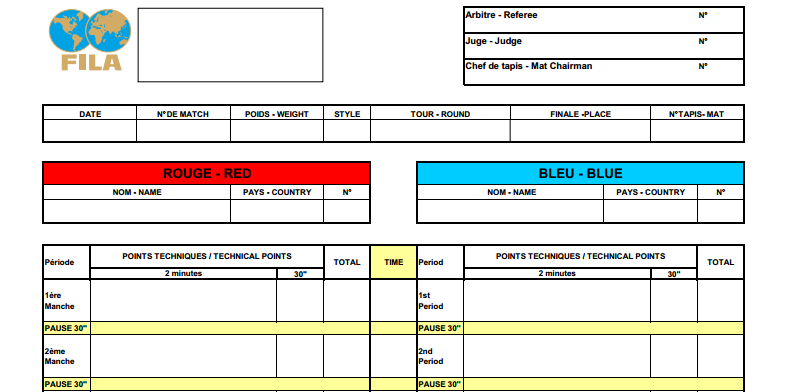 FILA
Arbitre - Referee N°
Juge - Judge N°
Chef de tapis - Mat Chairman N°
DATE N°DE MATCH POIDS - WEIGHT STYLE TOUR - ROUND FINALE -PLACE N°TAPIS- MAT
ROUGE - RED BLEU - BLUE
NOM - NAME PAYS - COUNTRY N° NOM - NAME PAYS - COUNTRY N°
Période POINTS TECHNIQUES / TECHNICAL POINTS TOTAL TIME Period POINTS TECHNIQUES / TECHNICAL POINTS TOTAL
2 minutes 30" 2 minutes 30"
1ère 1st
Manche Period
PAUSE 30" PAUSE 30"
2ème 2nd
Manche Period
PAUSE 30" PAUSE 30"